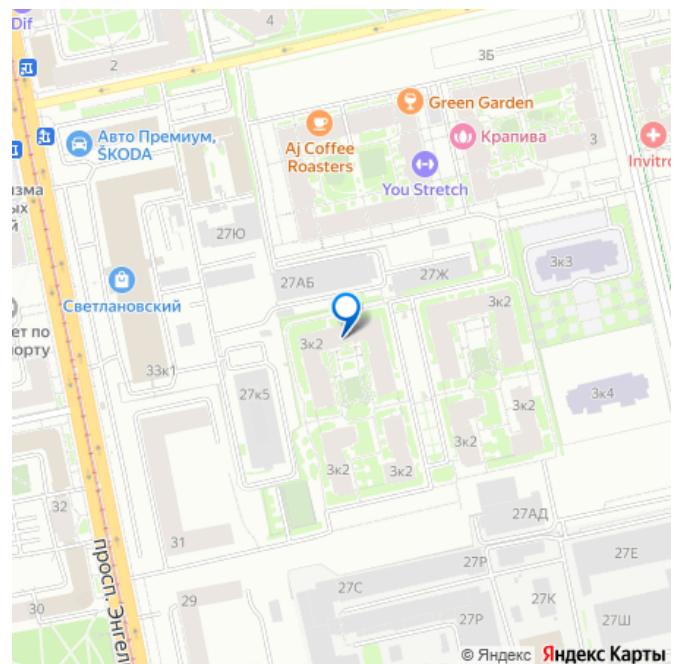 Dif
4
2
3Б
Green Garden
Авто Премиум,
ŠKODA
Aj Coffee
Roasters
Крапива
3
Invitro
You Stretch
27Ю
27АБ
27Ж
3к3
Светлановский
3к2
3к2
33к1
27к5
3к4
3к2
3к2
3к2
3к2
32
27АД
31
просп. Энгел
27Р
27Е
27С
27К
30
29
27Р
27Ш
© Яндекс Яндекс Карты